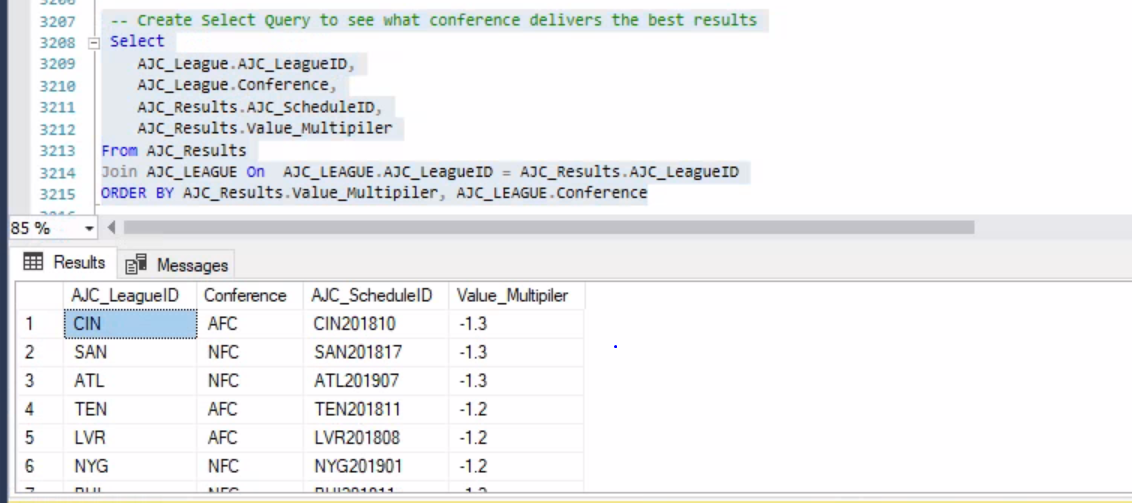 3207 -- Create Select Query to see what conference delivers the best results
3208 Select
3209 AJC_League.AJC_LeagueID,
3210 AJC_League.Conference,
3211 AJC_Results.AJC_ScheduleID,
3212 AJC_Results.Value_Multipiler
3213 From AJC_Results
3214 Join AJC_LEAGUE On AJC_LEAGUE.AJC_LeagueID = AJC_Results.AJC_LeagueID
3215 ORDER BY AJC_Results.Value_Multipiler, AJC_LEAGUE.Conference
85 %
Results Messages
AJC_LeagueID Conference AJC_ScheduleID Value_Multipiler
1 CIN AFC CIN201810 -1.3
2 SAN NFC SAN201817 -1.3
3 ATL NFC ATL201907 -1.3
4 TEN AFC TEN201811 -1.2
5 LVR AFC LVR201808 -1.2
6 NYG NFC NYG201901 -1.2